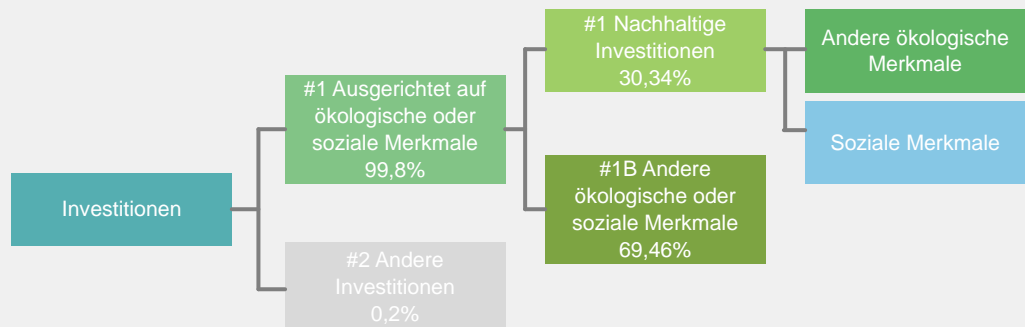 Investitionen
#1 Ausgerichtet auf
ökologische oder
soziale Merkmale
99,8%
#2 Andere
Investitionen
0,2%
#1 Nachhaltige
Investitionen
30,34%
#1B Andere
ökologische oder
soziale Merkmale
69,46%
Andere ökologische
Merkmale
Soziale Merkmale